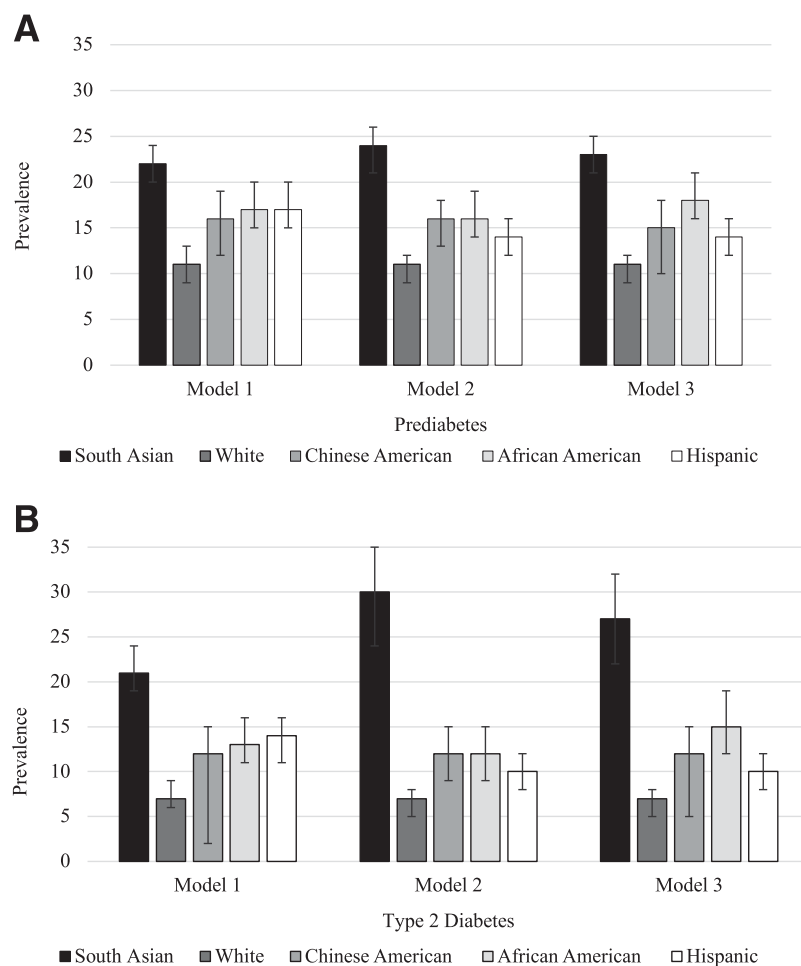 A
35
30
25
20
15
10
5
0
Prevalence
Model 1 Model 2 Model 3
Prediabetes
South Asian White Chinese American African American Hispanic
B
35
30
25
20
15
10
5
0
Prevalence
Model 1 Model 2 Model 3
Type 2 Diabetes
South Asian White Chinese American African American Hispanic